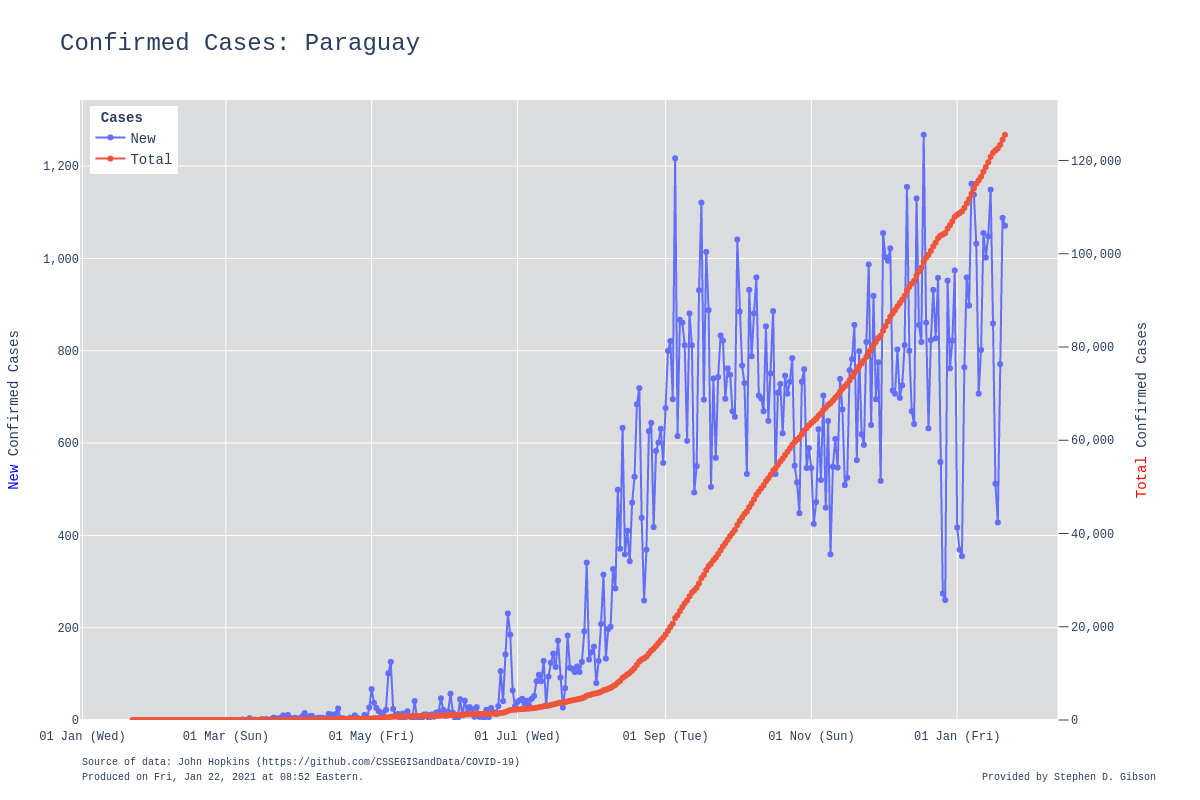 Confirmed Cases: Paraguay
Cases
New
Total
1,200
1,000
800
600
400
200
0
120,000
100,000
80,000
60,000
40,000
20,000
0
New Confirmed Cases
Total Confirmed Cases
01 Jan (Wed)
01 Mar (Sun)
01 May (Fri)
01 Jul (Wed)
01 Sep (Tue)
01 Nov (Sun)
01 Jan (Fri)
Source of data: John Hopkins (https://github.com/CSSEGISandData/COVID-19)
Produced on Fri, Jan 22, 2021 at 08:52 Eastern.
Provided by Stephen D. Gibson